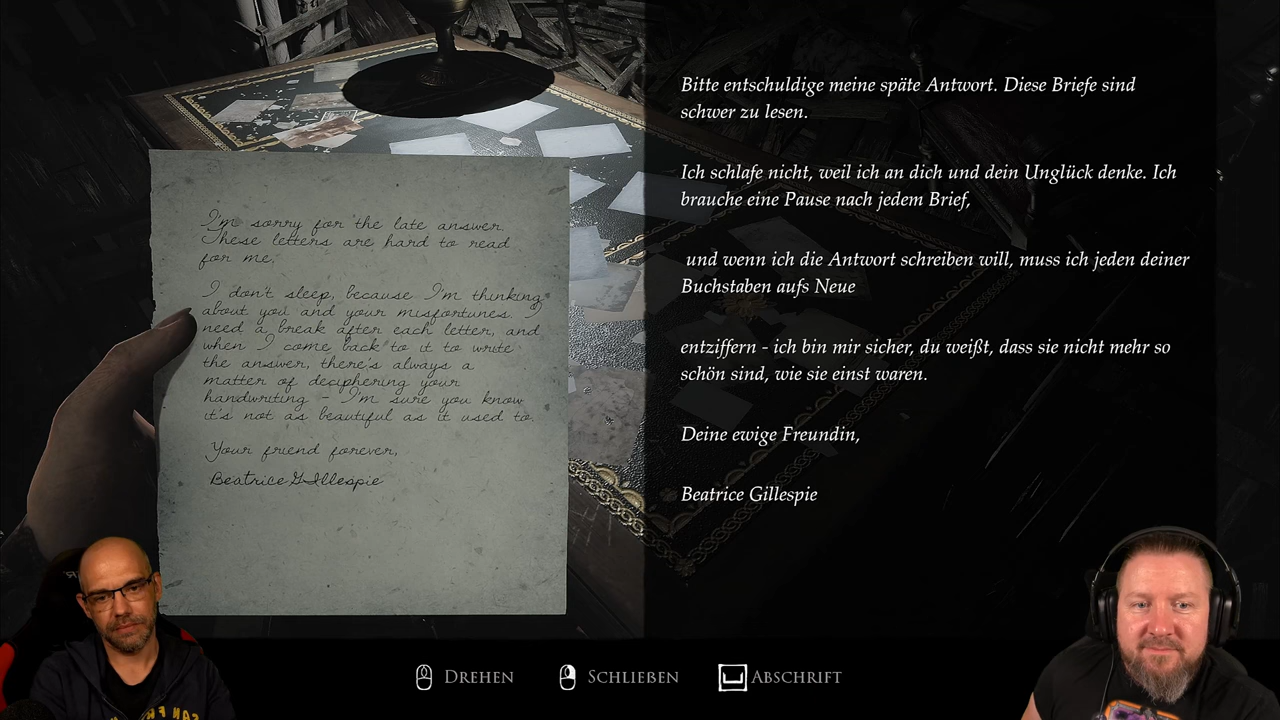 I'm sorry for the late answer.
These letters are hard to read
for me.
I don't sleep, because I'm thinking
about you and your misfortunes. I
need a break after each letter, and
when I come back to it to write
the answer, there's always a
matter of deciphering your
handwriting - I'm sure you know
it's not as beautiful as it used to.
Your friend forever,
Beatrice Gillespie
Bitte entschuldige meine späte Antwort. Diese Briefe sind
schwer zu lesen.
Ich schlafe nicht, weil ich an dich und dein Unglück denke. Ich
brauche eine Pause nach jedem Brief,
und wenn ich die Antwort schreiben will, muss ich jeden deiner
Buchstaben aufs Neue
entziffern - ich bin mir sicher, du weißt, dass sie nicht mehr so
schön sind, wie sie einst waren.
Deine ewige Freundin,
Beatrice Gillespie
DREHEN SCHLIEßEN ABSCHRIFT